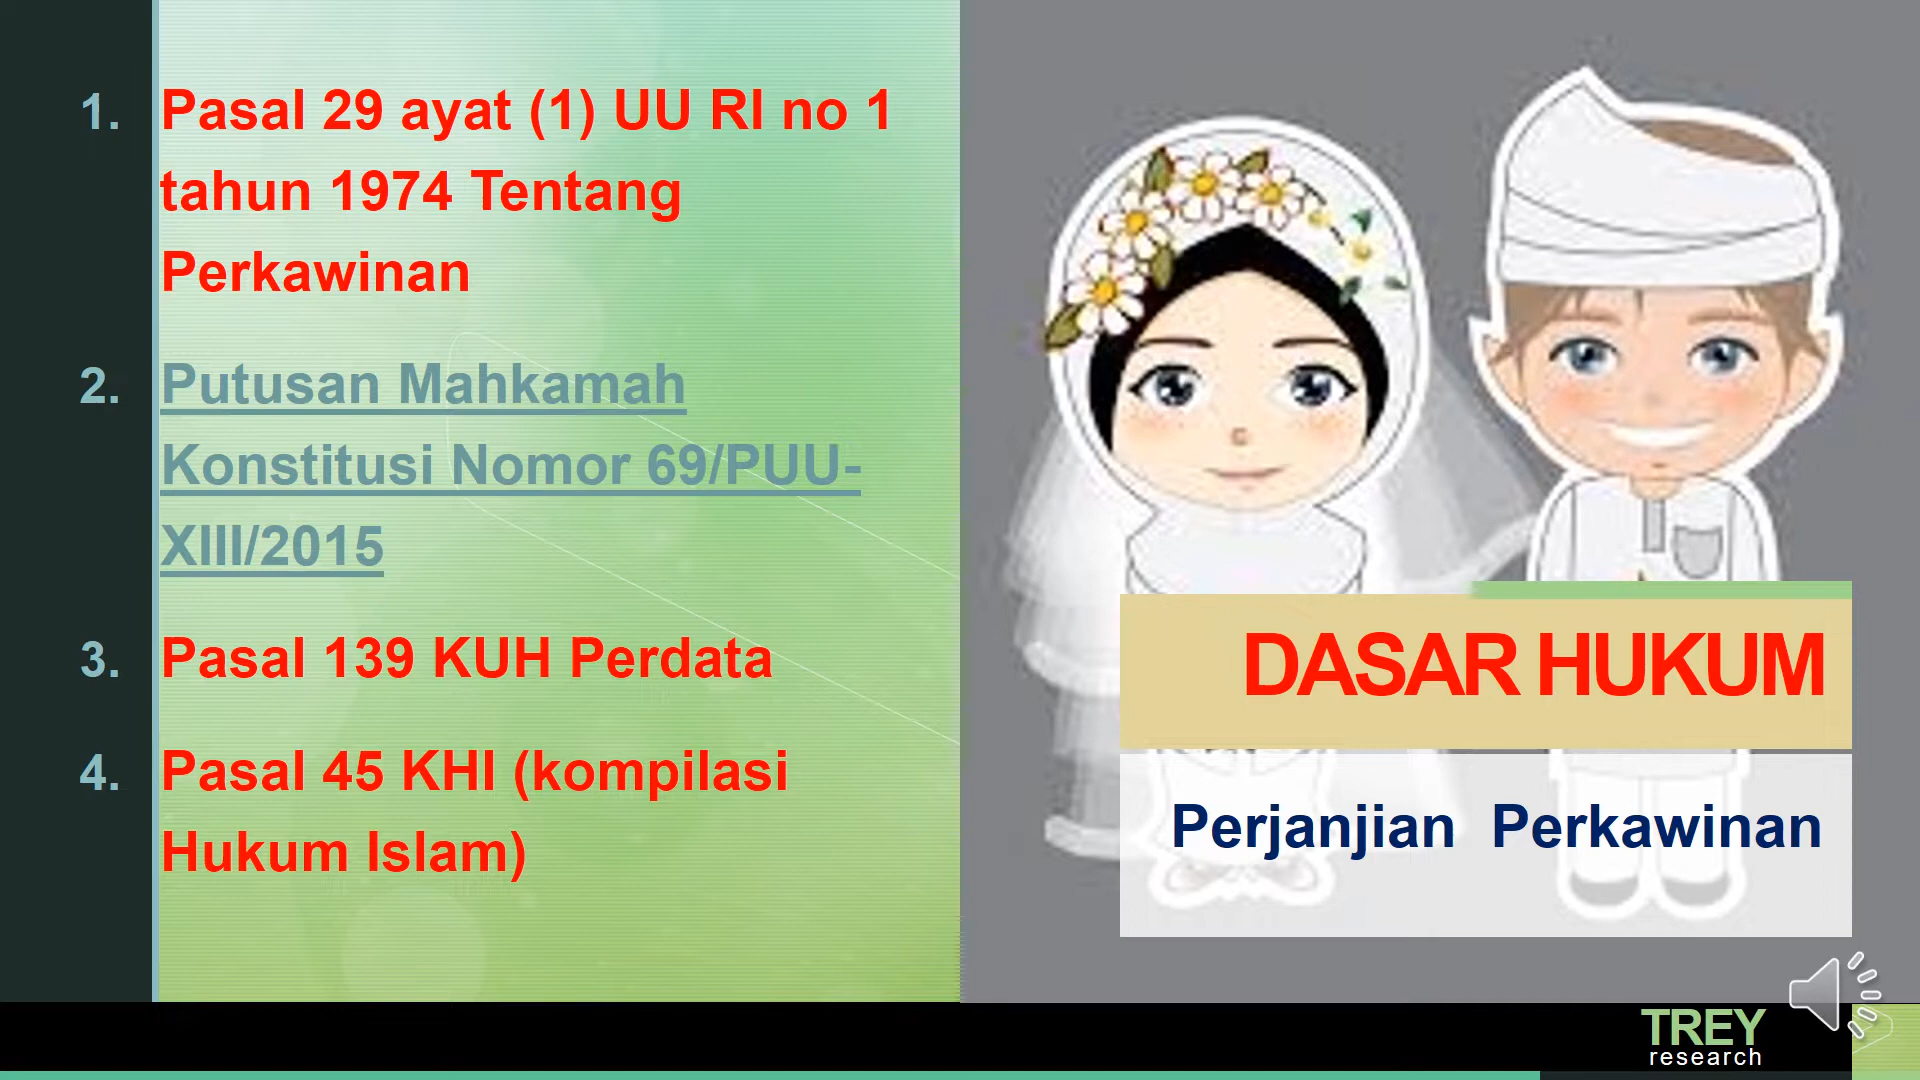 1. Pasal 29 ayat (1) UU RI no 1
tahun 1974 Tentang
Perkawinan
2. Putusan Mahkamah
Konstitusi Nomor 69/PUU-
XIII/2015
3. Pasal 139 KUH Perdata
4. Pasal 45 KHI (kompilasi
Hukum Islam)
DASAR HUKUM
Perjanjian Perkawinan
TREY
research